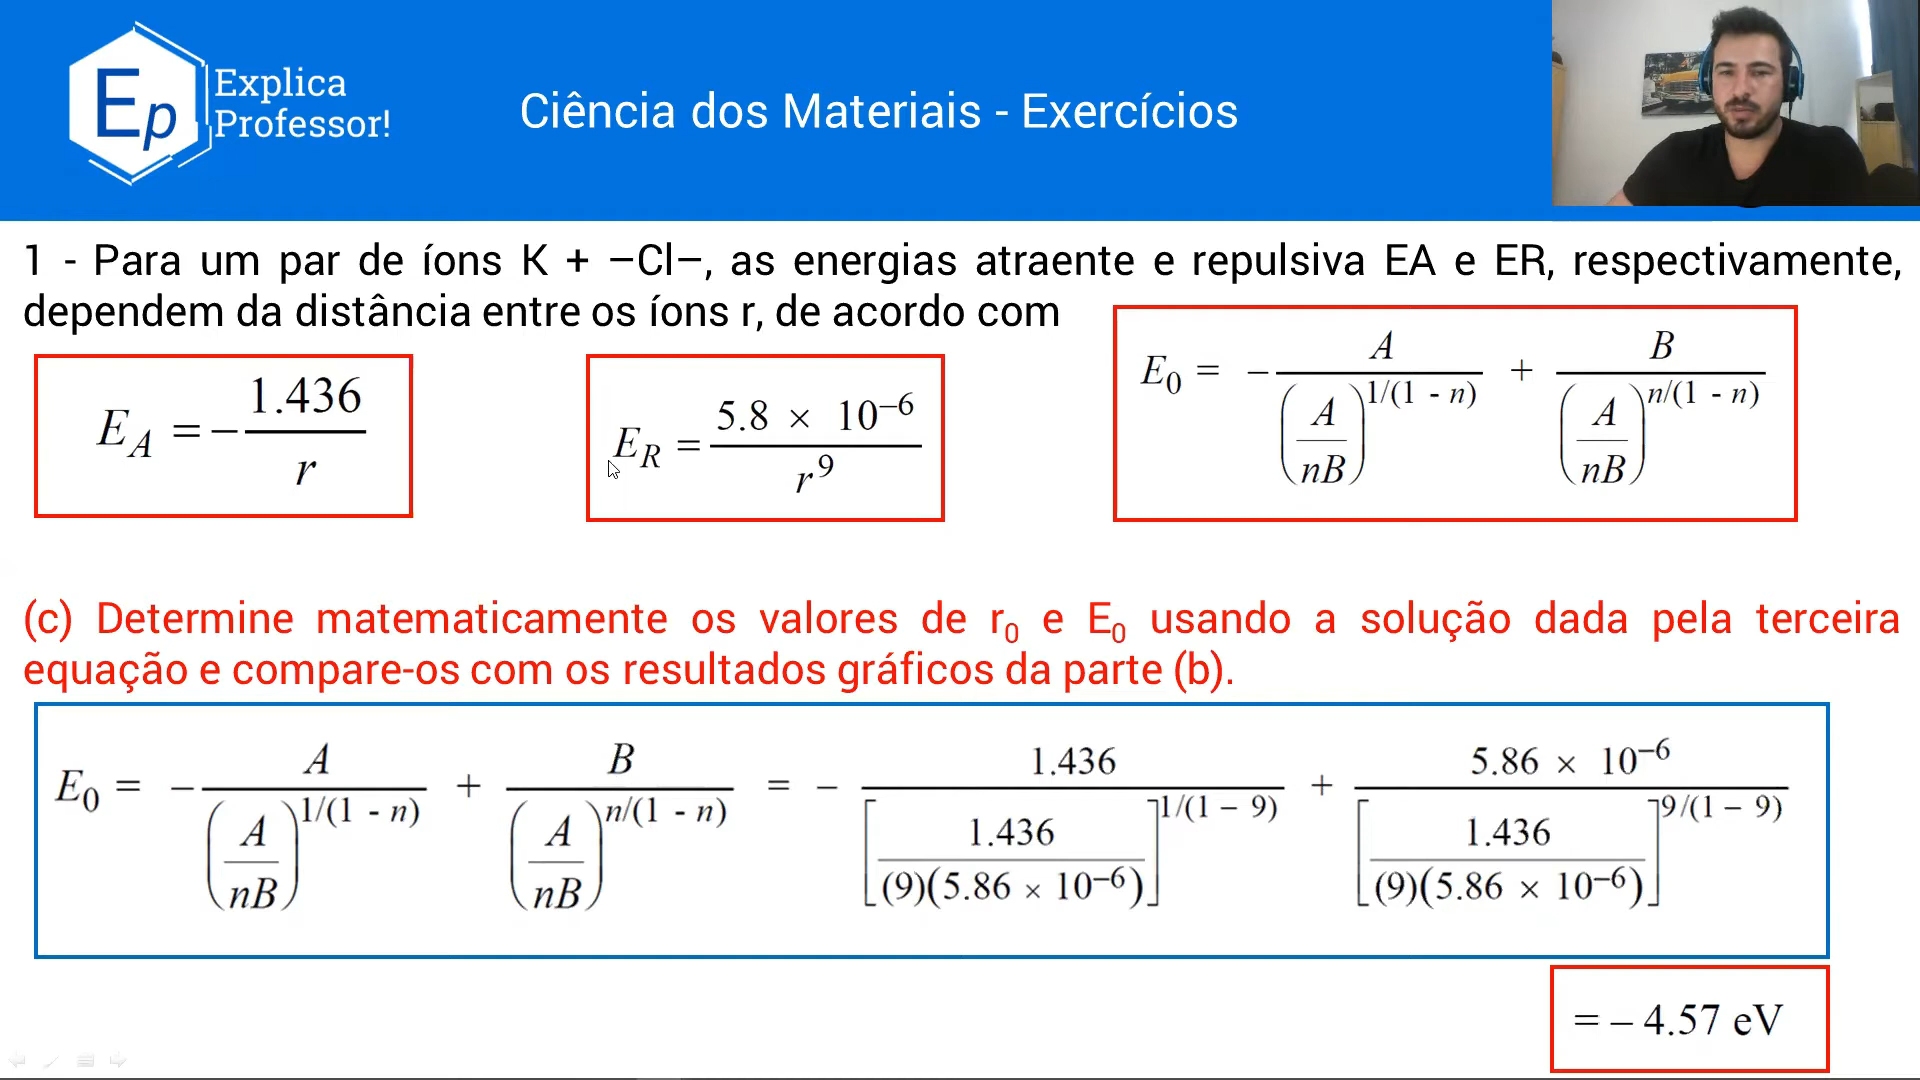 Ep Explica
Professor!
Ciência dos Materiais - Exercícios
1 - Para um par de íons K + –Cl–, as energias atraente e repulsiva EA e ER, respectivamente,
dependem da distância entre os íons r, de acordo com
E_A = – 1.436 / r
E_R = 5.8 × 10^–6 / r^9
E_0 = – A / (A / nB)^1/(1 - n) + B / (A / nB)^n/(1 - n)
(c) Determine matematicamente os valores de r_0 e E_0 usando a solução dada pela terceira
equação e compare-os com os resultados gráficos da parte (b).
E_0 = – A / (A / nB)^1/(1 - n) + B / (A / nB)^n/(1 - n) = – 1.436 / [1.436 / (9)(5.86 × 10^–6)]^1/(1 – 9) + 5.86 × 10^–6 / [1.436 / (9)(5.86 × 10^–6)]^9/(1 – 9)
= – 4.57 eV